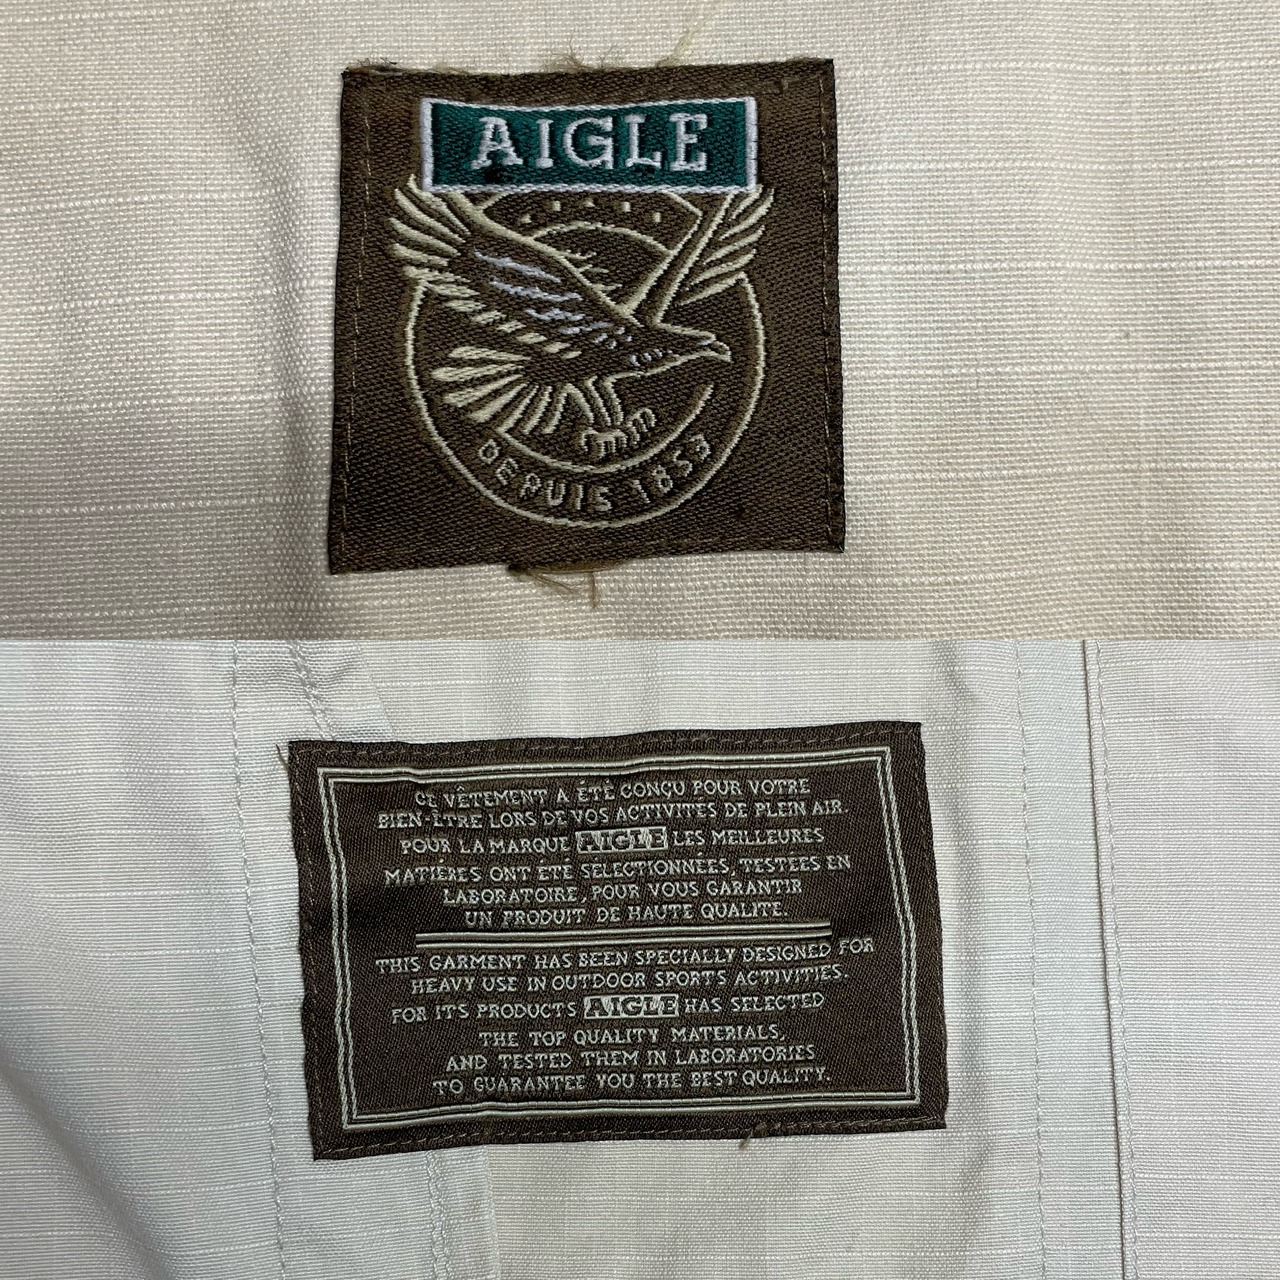 AIGLE
DEPUIS 1853
CE VÊTEMENT A ÉTÉ CONÇU POUR VOTRE
BIEN-ÊTRE LORS DE VOS ACTIVITÉS DE PLEIN AIR.
POUR LA MARQUE AIGLE LES MEILLEURES
MATIÈRES ONT ÉTÉ SÉLECTIONNÉES, TESTÉES EN
LABORATOIRE, POUR VOUS GARANTIR
UN PRODUIT DE HAUTE QUALITÉ.
THIS GARMENT HAS BEEN SPECIALLY DESIGNED FOR
HEAVY USE IN OUTDOOR SPORTS ACTIVITIES.
FOR ITS PRODUCTS AIGLE HAS SELECTED
THE TOP QUALITY MATERIALS,
AND TESTED THEM IN LABORATORIES
TO GUARANTEE YOU THE BEST QUALITY.